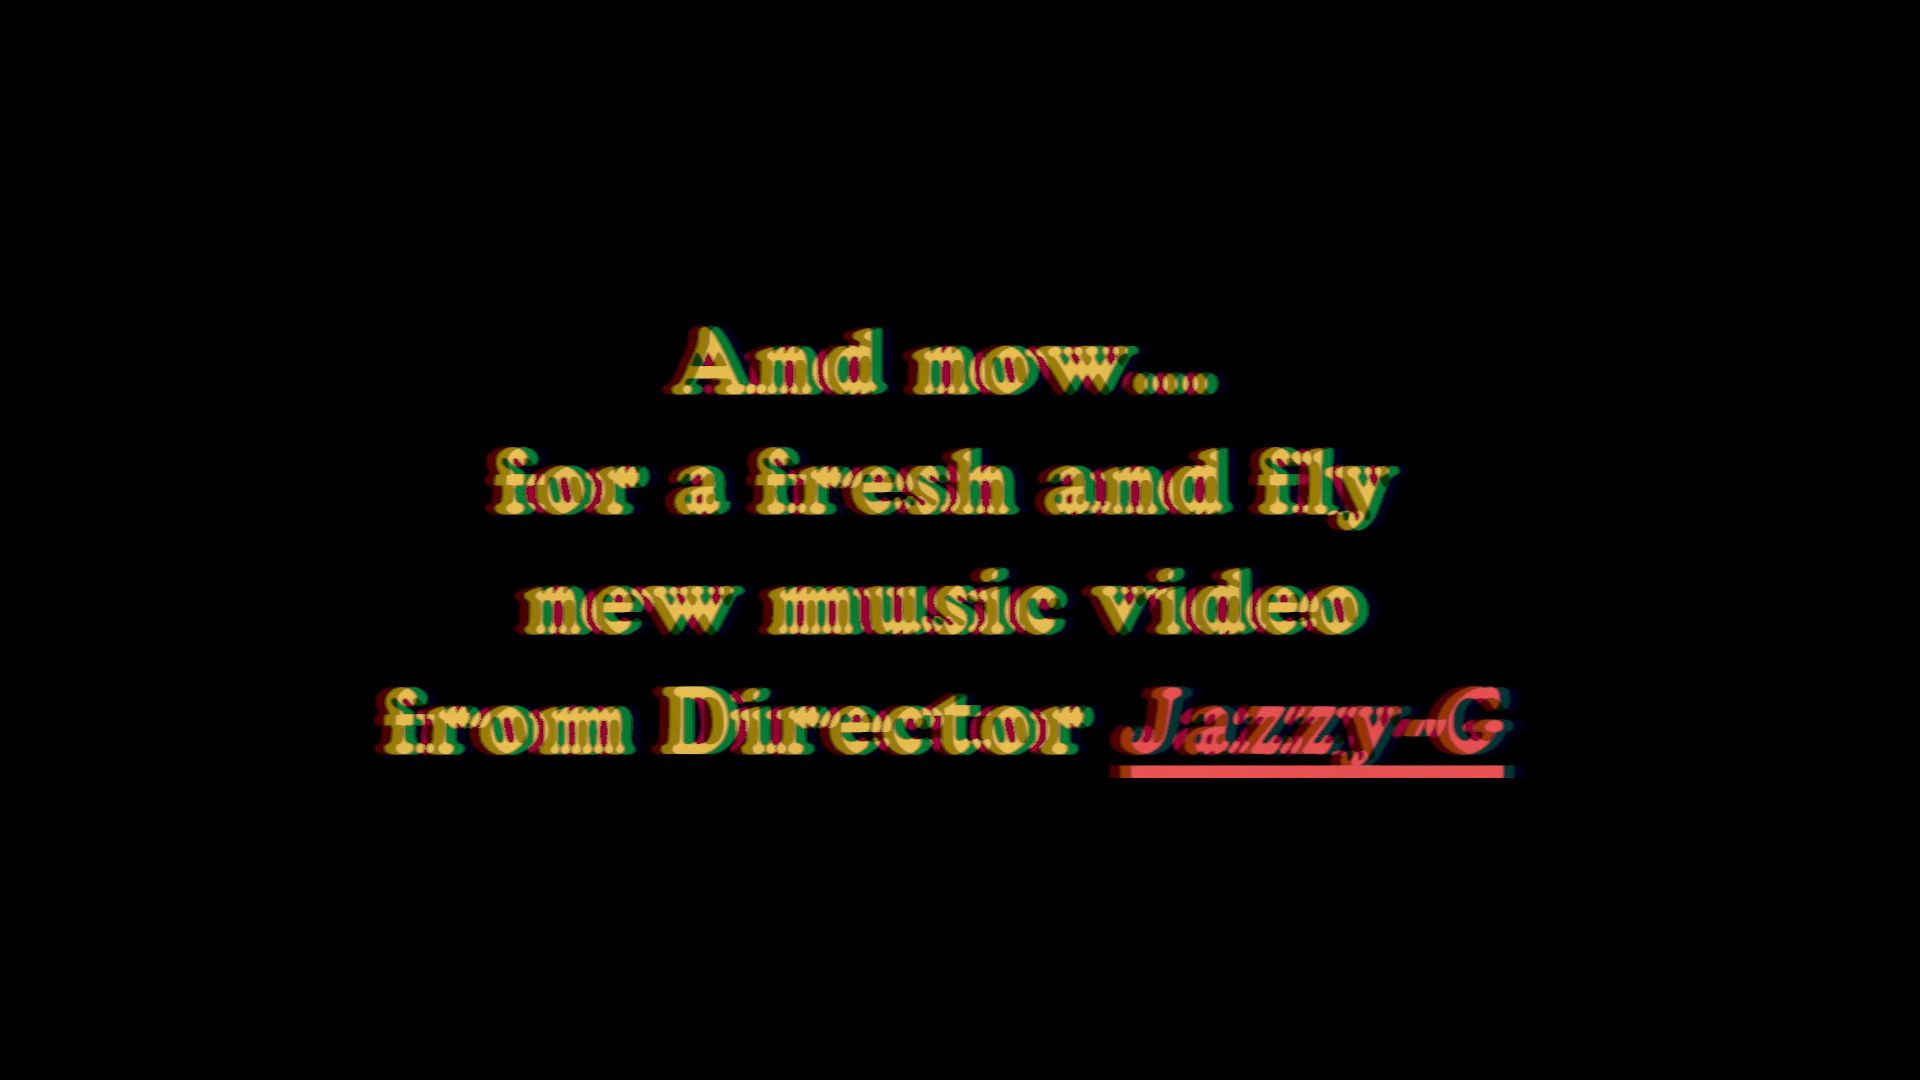 And now....
for a fresh and fly
new music video
from Director Jazzy-G